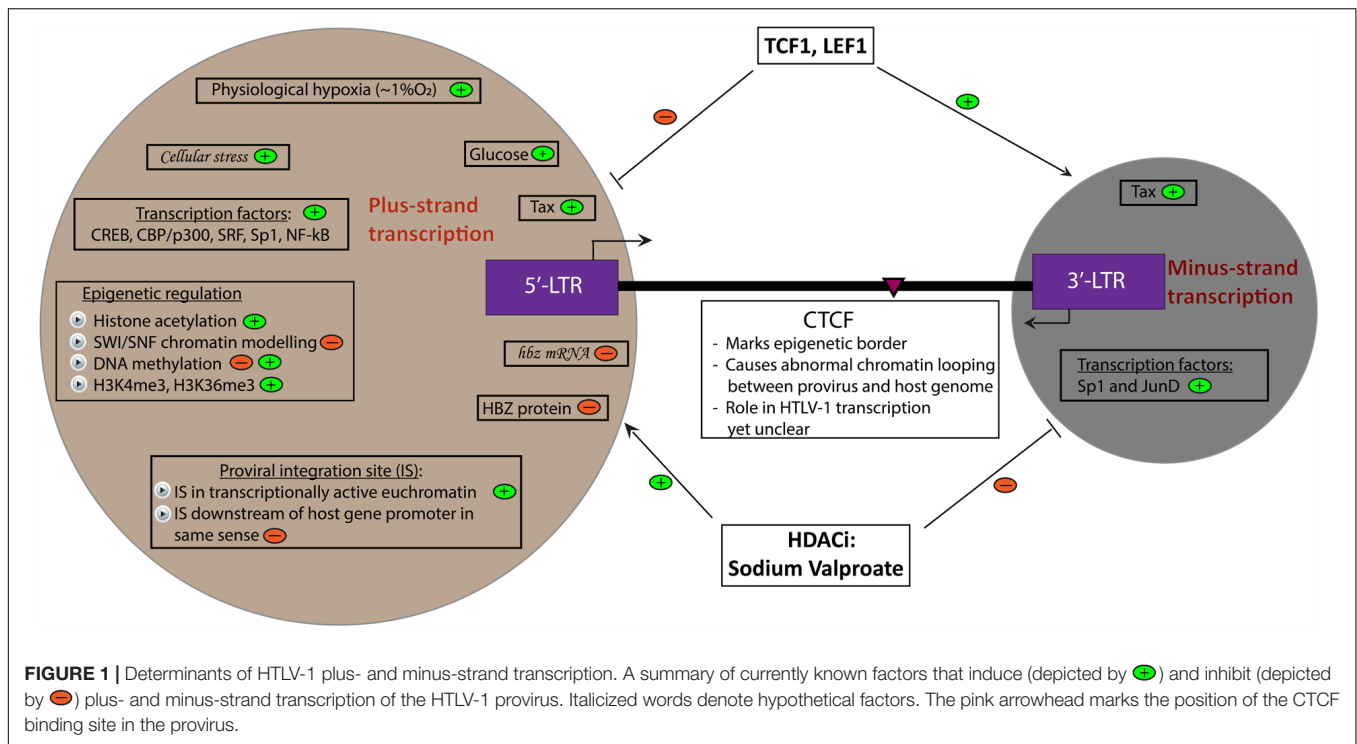 TCF1, LEF1
Physiological hypoxia (~1%O₂) +
−
+
Cellular stress +
Glucose +
Tax +
Transcription factors: +
CREB, CBP/p300, SRF, Sp1, NF-kB
Plus-strand
transcription
5'-LTR
Epigenetic regulation
Histone acetylation +
SWI/SNF chromatin modelling −
DNA methylation − +
H3K4me3, H3K36me3 +
hbz mRNA −
HBZ protein −
Proviral integration site (IS):
IS in transcriptionally active euchromatin +
IS downstream of host gene promoter in
same sense −
CTCF
- Marks epigenetic border
- Causes abnormal chromatin looping
between provirus and host genome
- Role in HTLV-1 transcription
yet unclear
Tax +
3'-LTR
Minus-strand
transcription
Transcription factors:
Sp1 and JunD +
+
−
HDACi:
Sodium Valproate
FIGURE 1 | Determinants of HTLV-1 plus- and minus-strand transcription. A summary of currently known factors that induce (depicted by +) and inhibit (depicted
by −) plus- and minus-strand transcription of the HTLV-1 provirus. Italicized words denote hypothetical factors. The pink arrowhead marks the position of the CTCF
binding site in the provirus.